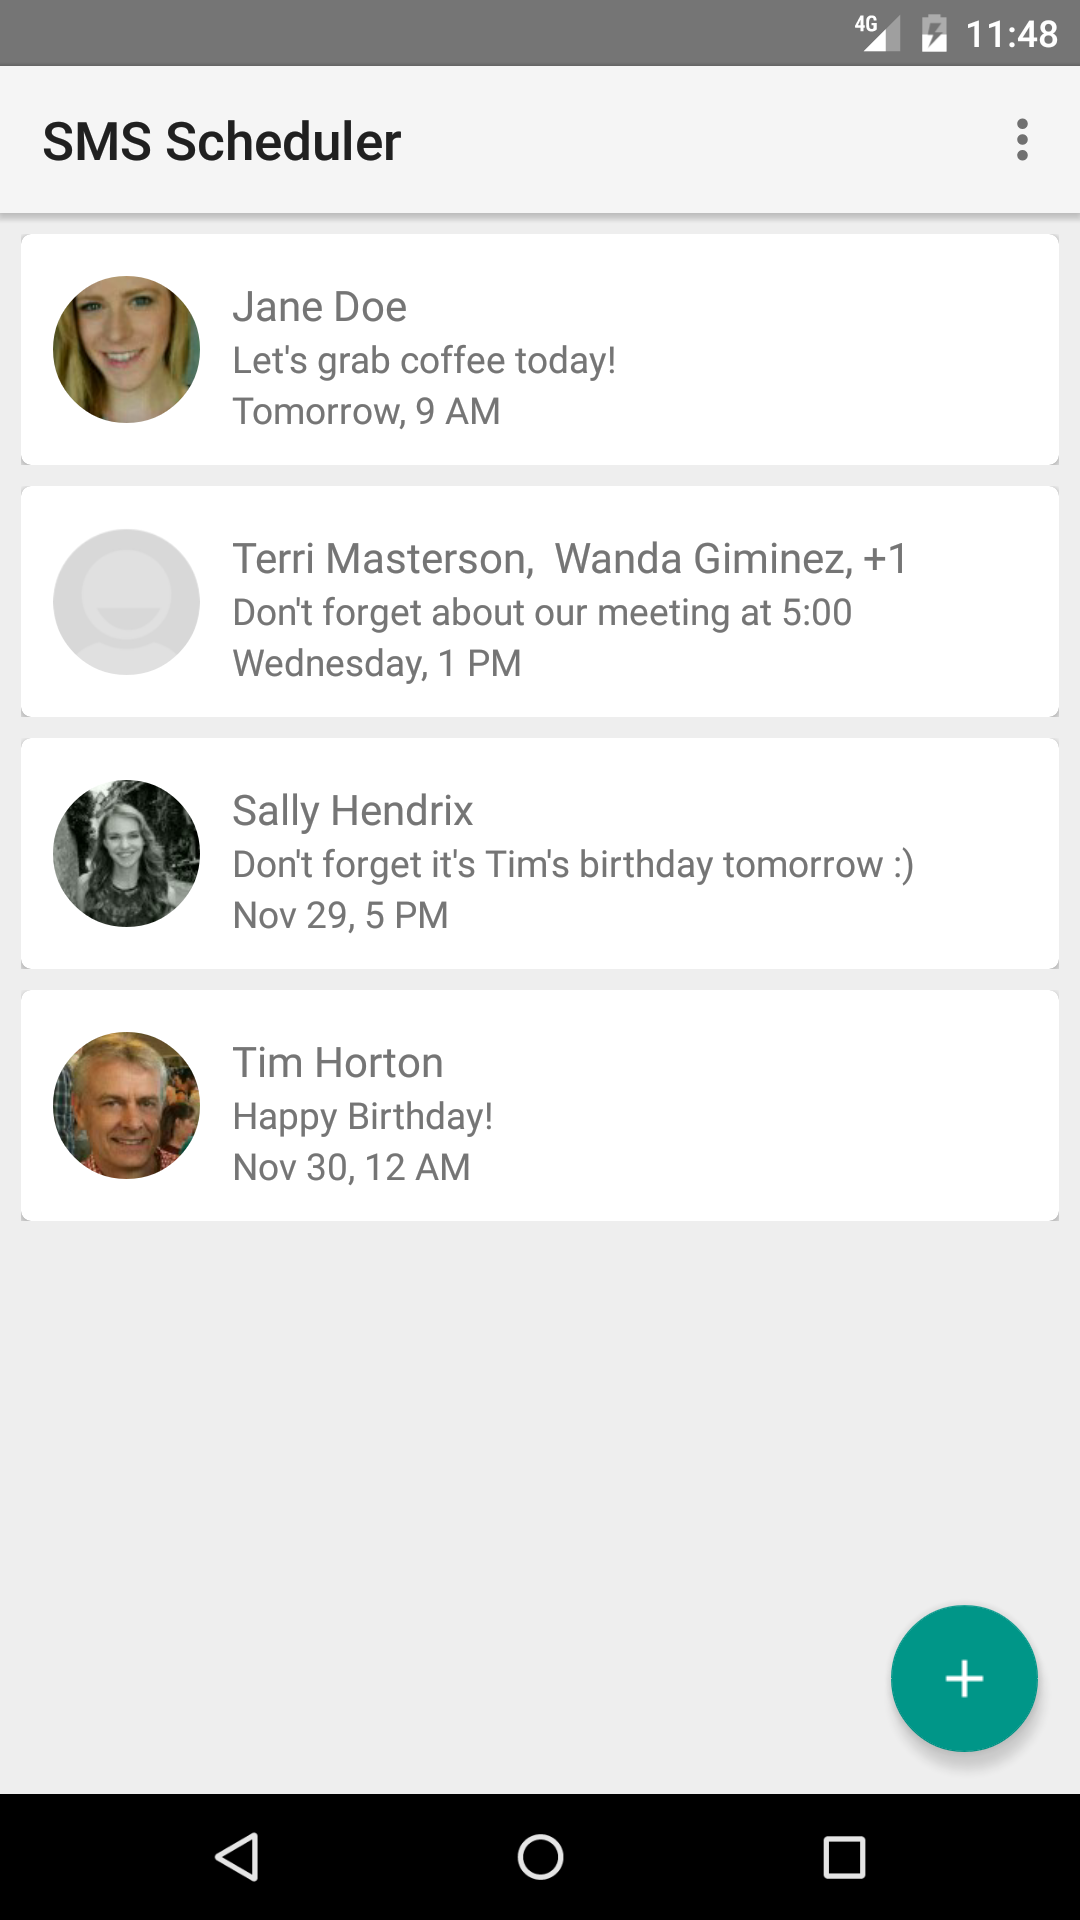 4G 11:48
SMS Scheduler
Jane Doe
Let's grab coffee today!
Tomorrow, 9 AM
Terri Masterson,  Wanda Giminez, +1
Don't forget about our meeting at 5:00
Wednesday, 1 PM
Sally Hendrix
Don't forget it's Tim's birthday tomorrow :)
Nov 29, 5 PM
Tim Horton
Happy Birthday!
Nov 30, 12 AM